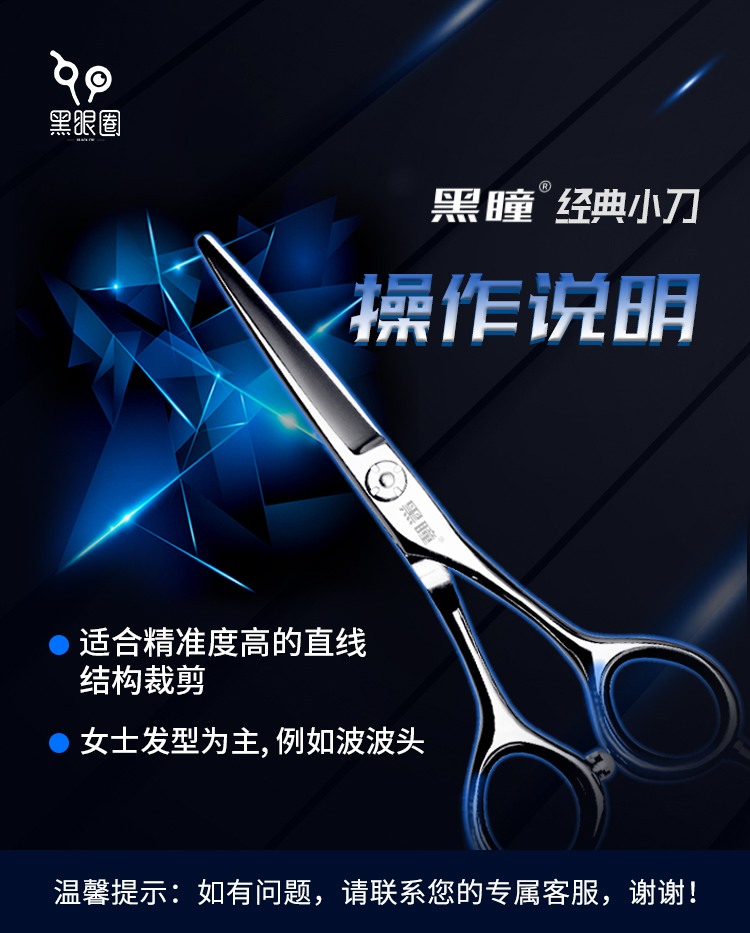 黑眼圈
黑瞳®经典小刀
操作说明
黑瞳
适合精准度高的直线
结构裁剪
女士发型为主,例如波波头
温馨提示：如有问题，请联系您的专属客服，谢谢！